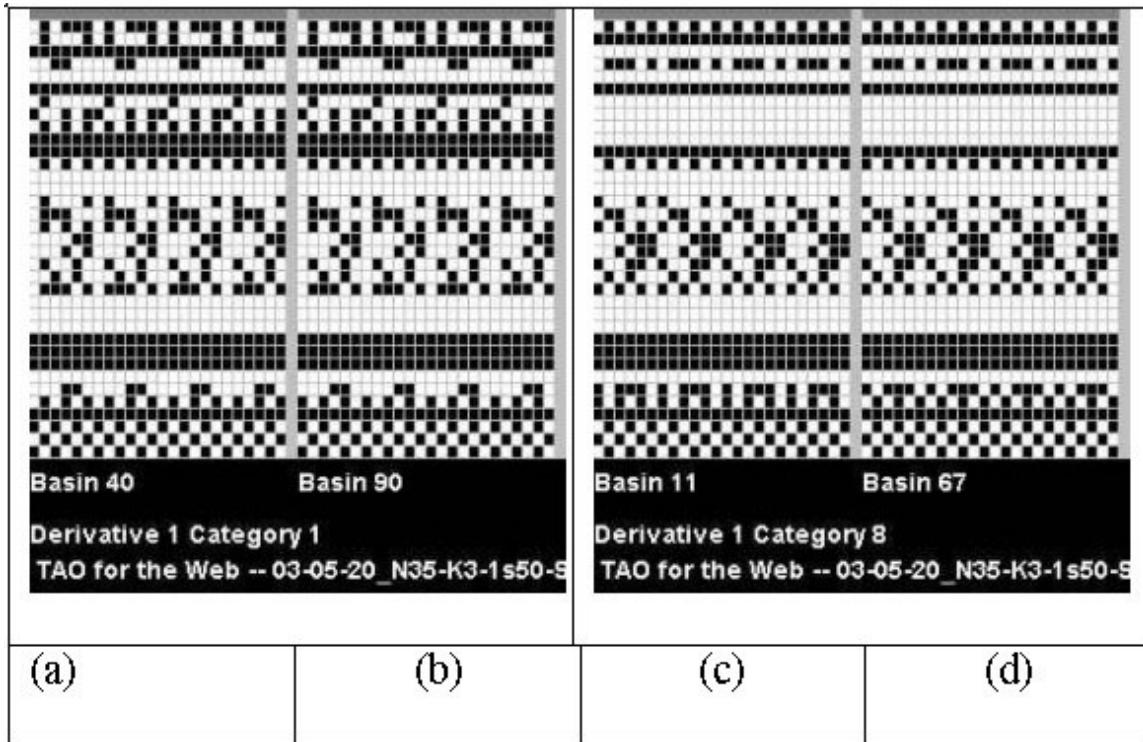 Basin 40 Basin 90
Derivative 1 Category 1
TAO for the Web -- 03-05-20_N35-K3-1s50-S
Basin 11 Basin 67
Derivative 1 Category 8
TAO for the Web -- 03-05-20_N35-K3-1s50-S
(a) (b) (c) (d)